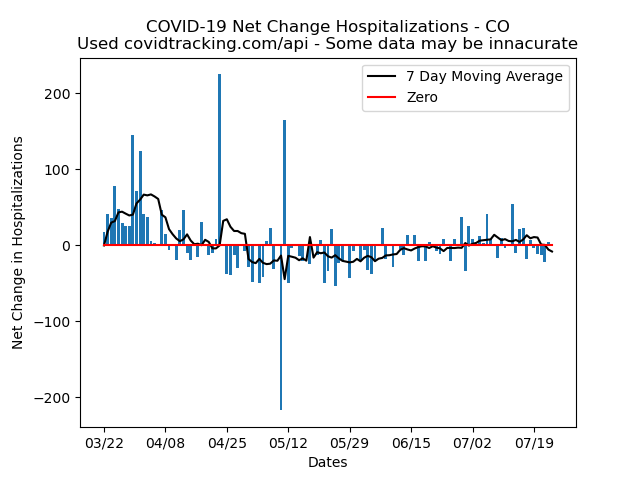 COVID-19 Net Change Hospitalizations - CO
Used covidtracking.com/api - Some data may be innacurate
7 Day Moving Average
Zero
Net Change in Hospitalizations
200
100
0
−100
−200
03/22 04/08 04/25 05/12 05/29 06/15 07/02 07/19
Dates